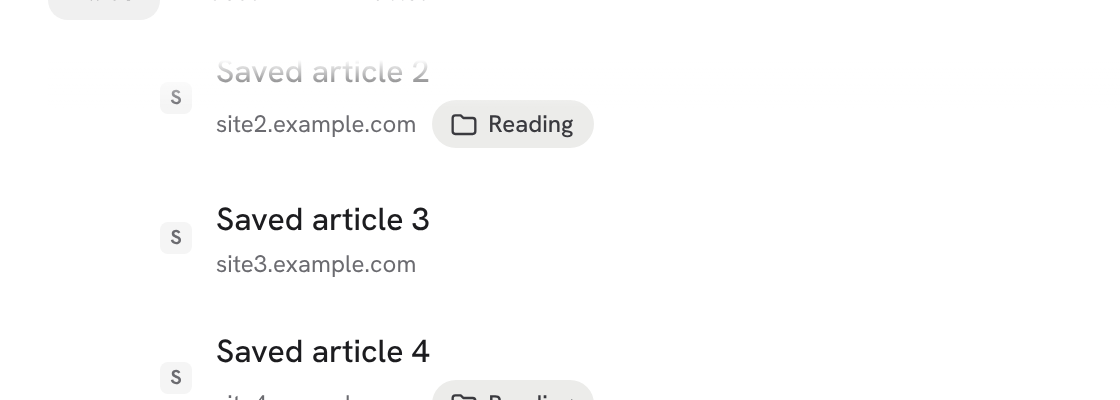 Saved article 2
S
site2.example.com Reading
Saved article 3
S
site3.example.com
Saved article 4
S